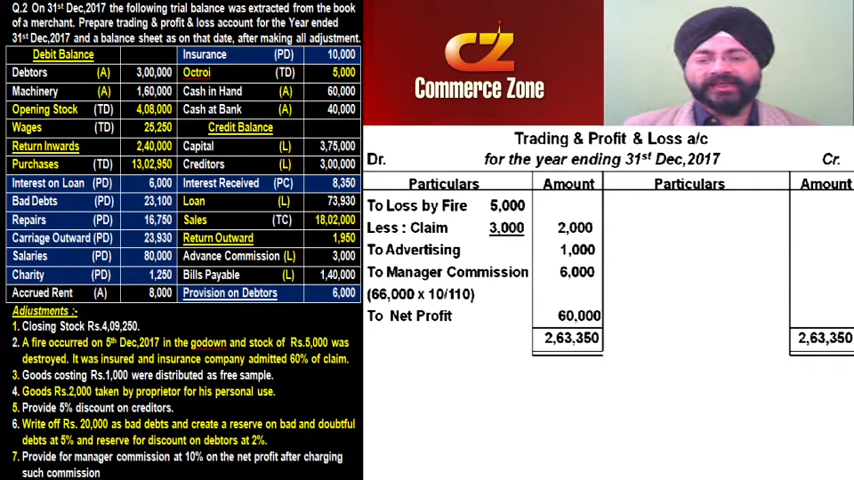 Q.2 On 31st Dec,2017 the following trial balance was extracted from the book
of a merchant. Prepare trading & profit & loss account for the Year ended
31st Dec,2017 and a balance sheet as on that date, after making all adjustment.
Debit Balance
Debtors (A) 3,00,000
Machinery (A) 1,60,000
Opening Stock (TD) 4,08,000
Wages (TD) 25,250
Return Inwards 2,40,000
Purchases (TD) 13,02,950
Interest on Loan (PD) 6,000
Bad Debts (PD) 23,100
Repairs (PD) 16,750
Carriage Outward (PD) 23,930
Salaries (PD) 80,000
Charity (PD) 1,250
Accrued Rent (A) 8,000
Insurance (PD) 10,000
Octroi (TD) 5,000
Cash in Hand (A) 60,000
Cash at Bank (A) 40,000
Credit Balance
Capital (L) 3,75,000
Creditors (L) 3,00,000
Interest Received (PC) 8,350
Loan (L) 73,930
Sales (TC) 18,02,000
Return Outward 1,950
Advance Commission (L) 3,000
Bills Payable (L) 1,40,000
Provision on Debtors 6,000
Adjustments :-
1. Closing Stock Rs.4,09,250.
2. A fire occurred on 5th Dec,2017 in the godown and stock of Rs.5,000 was
destroyed. It was insured and insurance company admitted 60% of claim.
3. Goods costing Rs.1,000 were distributed as free sample.
4. Goods Rs.2,000 taken by proprietor for his personal use.
5. Provide 5% discount on creditors.
6. Write off Rs. 20,000 as bad debts and create a reserve on bad and doubtful
debts at 5% and reserve for discount on debtors at 2%.
7. Provide for manager commission at 10% on the net profit after charging
such commission
CZ
Commerce Zone
Trading & Profit & Loss a/c
Dr. for the year ending 31st Dec,2017 Cr.
Particulars Amount Particulars Amount
To Loss by Fire 5,000
Less : Claim 3,000 2,000
To Advertising 1,000
To Manager Commission 6,000
(66,000 x 10/110)
To Net Profit 60,000
2,63,350 2,63,350